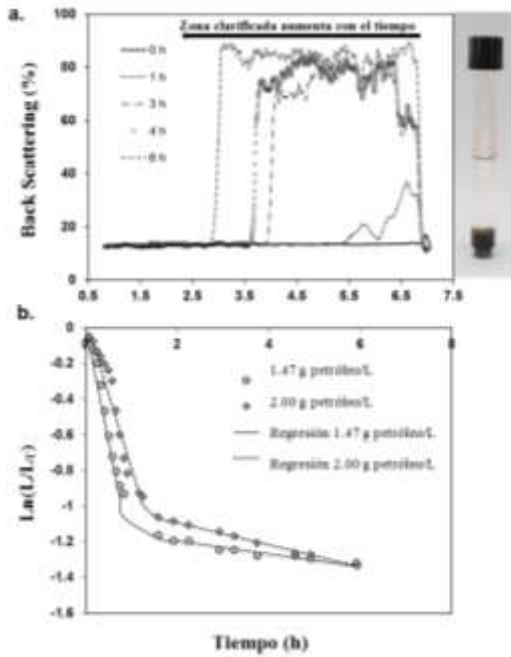 a.
Zona clarificada aumenta con el tiempo
Back Scattering (%)
100
80
60
40
20
0
0 h
1 h
3 h
4 h
6 h
0.5 1.5 2.5 3.5 4.5 5.5 6.5 7.5
b.
Ln(L/L₀)
0
-0.2
-0.4
-0.6
-0.8
-1
-1.2
-1.4
-1.6
0 2 4 6 8
1.47 g petróleo/L
2.00 g petróleo/L
Regresión 1.47 g petróleo/L
Regresión 2.00 g petróleo/L
Tiempo (h)